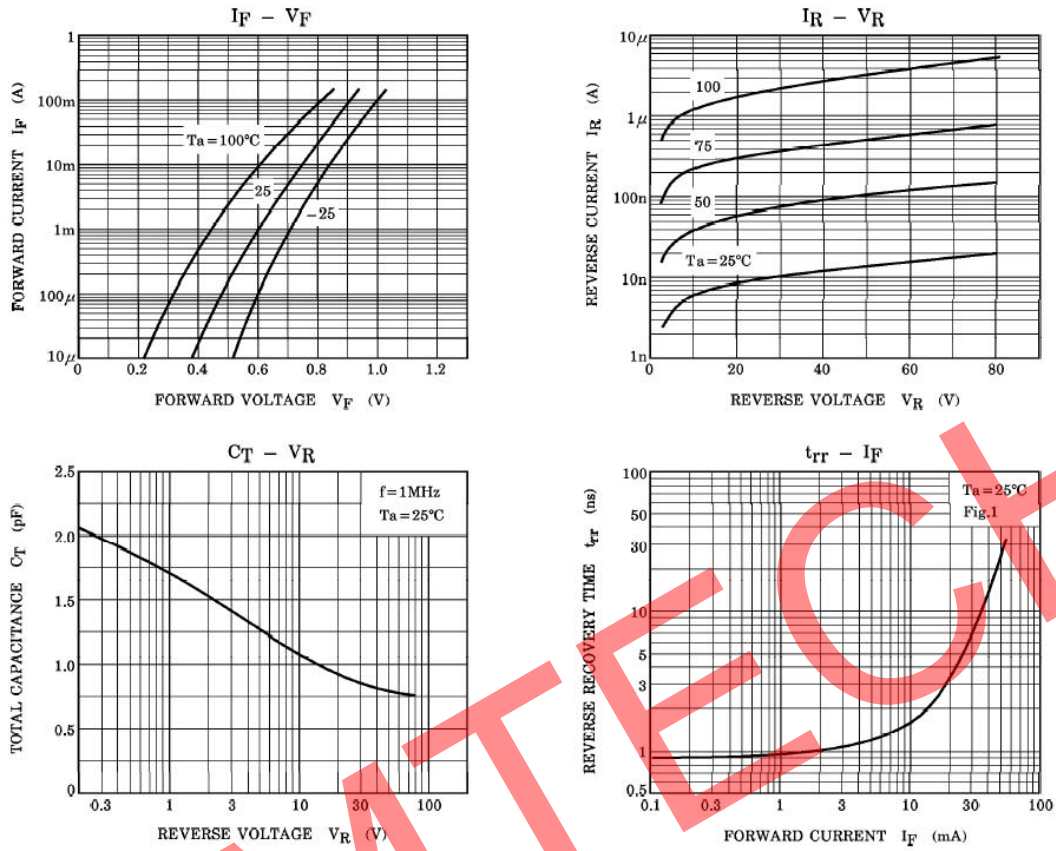 IF – VF
FORWARD CURRENT IF (A)
1
100m
10m
1m
100μ
10μ
Ta=100°C
25
−25
0 0.2 0.4 0.6 0.8 1.0 1.2
FORWARD VOLTAGE VF (V)
IR – VR
REVERSE CURRENT IR (A)
10μ
1μ
100n
10n
1n
100
75
50
Ta=25°C
0 20 40 60 80
REVERSE VOLTAGE VR (V)
CT – VR
TOTAL CAPACITANCE CT (pF)
2.5
2.0
1.5
1.0
0.5
0
f=1MHz
Ta=25°C
0.3 1 3 10 30 100
REVERSE VOLTAGE VR (V)
trr – IF
REVERSE RECOVERY TIME trr (ns)
100
50
30
10
5
3
1
0.5
Ta=25°C
Fig.1
0.1 0.3 1 3 10 30 100
FORWARD CURRENT IF (mA)
MTECH